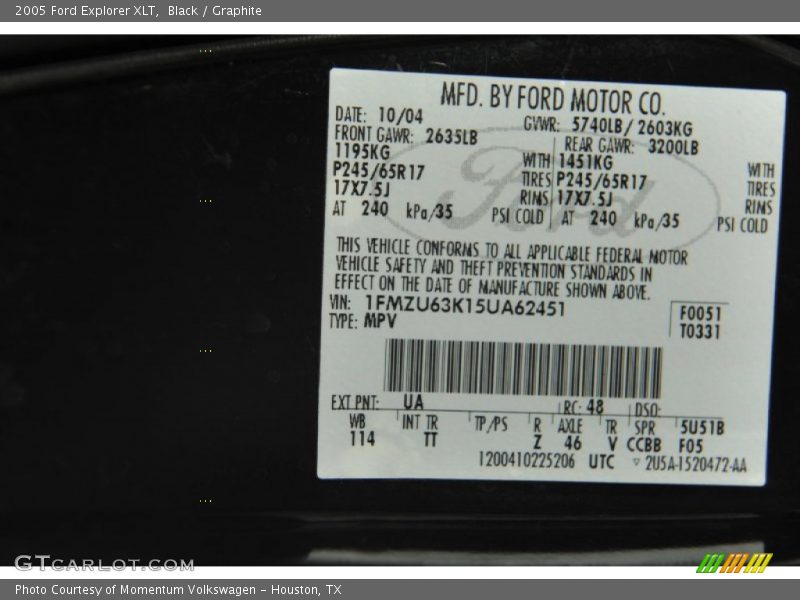 2005 Ford Explorer XLT, Black / Graphite
MFD. BY FORD MOTOR CO.
DATE: 10/04 GVWR: 5740LB/ 2603KG
FRONT GAWR: 2635LB REAR GAWR: 3200LB
1195KG WITH 1451KG WITH
P245/65R17 TIRES P245/65R17 TIRES
17X7.5J RINS 17X7.5J RINS
AT 240 kPa/35 PSI COLD AT 240 kPa/35 PSI COLD
Ford
THIS VEHICLE CONFORMS TO ALL APPLICABLE FEDERAL MOTOR
VEHICLE SAFETY AND THEFT PREVENTION STANDARDS IN
EFFECT ON THE DATE OF MANUFACTURE SHOWN ABOVE.
VIN: 1FMZU63K15UA62451 F0051
TYPE: MPV T0331
EXT PNT: UA RC: 48 DSO:
WB INT TR TP/PS R AXLE TR SPR 5U51B
114 TT Z 46 V CCBB F05
1200410225206 UTC ▽ 2U5A-1520472-AA
GTCARLOT.COM
Photo Courtesy of Momentum Volkswagen - Houston, TX